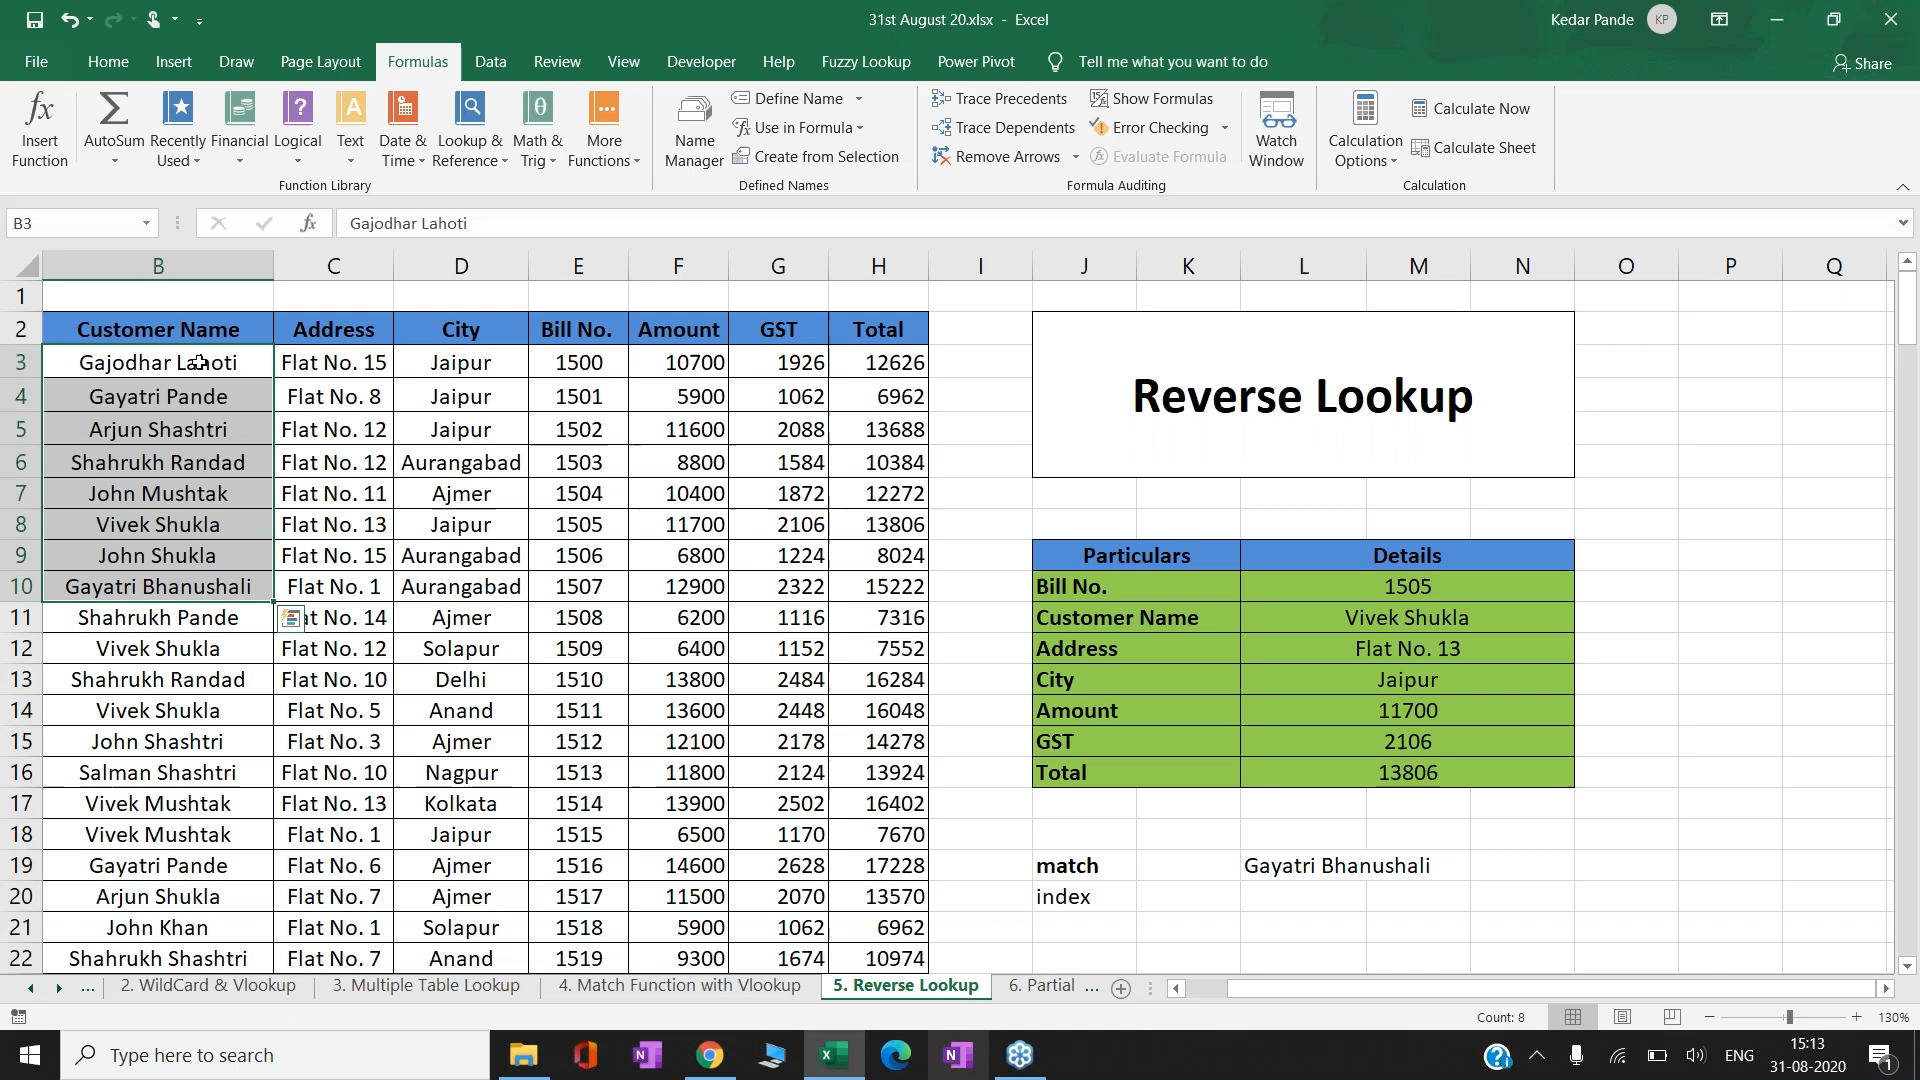 31st August 20.xlsx - Excel
Kedar Pande KP
File Home Insert Draw Page Layout Formulas Data Review View Developer Help Fuzzy Lookup Power Pivot Tell me what you want to do Share
Insert Function
AutoSum
Recently Used
Financial
Logical
Text
Date & Time
Lookup & Reference
Math & Trig
More Functions
Function Library
Name Manager
Define Name
Use in Formula
Create from Selection
Defined Names
Trace Precedents
Trace Dependents
Remove Arrows
Show Formulas
Error Checking
Evaluate Formula
Formula Auditing
Watch Window
Calculation Options
Calculate Now
Calculate Sheet
Calculation
B3 fx Gajodhar Lahoti
B C D E F G H I J K L M N O P Q
1
2 Customer Name Address City Bill No. Amount GST Total
3 Gajodhar Lahoti Flat No. 15 Jaipur 1500 10700 1926 12626
4 Gayatri Pande Flat No. 8 Jaipur 1501 5900 1062 6962
5 Arjun Shashtri Flat No. 12 Jaipur 1502 11600 2088 13688
6 Shahrukh Randad Flat No. 12 Aurangabad 1503 8800 1584 10384
7 John Mushtak Flat No. 11 Ajmer 1504 10400 1872 12272
8 Vivek Shukla Flat No. 13 Jaipur 1505 11700 2106 13806
9 John Shukla Flat No. 15 Aurangabad 1506 6800 1224 8024
10 Gayatri Bhanushali Flat No. 1 Aurangabad 1507 12900 2322 15222
11 Shahrukh Pande at No. 14 Ajmer 1508 6200 1116 7316
12 Vivek Shukla Flat No. 12 Solapur 1509 6400 1152 7552
13 Shahrukh Randad Flat No. 10 Delhi 1510 13800 2484 16284
14 Vivek Shukla Flat No. 5 Anand 1511 13600 2448 16048
15 John Shashtri Flat No. 3 Ajmer 1512 12100 2178 14278
16 Salman Shashtri Flat No. 10 Nagpur 1513 11800 2124 13924
17 Vivek Mushtak Flat No. 13 Kolkata 1514 13900 2502 16402
18 Vivek Mushtak Flat No. 1 Jaipur 1515 6500 1170 7670
19 Gayatri Pande Flat No. 6 Ajmer 1516 14600 2628 17228
20 Arjun Shukla Flat No. 7 Ajmer 1517 11500 2070 13570
21 John Khan Flat No. 1 Solapur 1518 5900 1062 6962
22 Shahrukh Shashtri Flat No. 7 Anand 1519 9300 1674 10974
Reverse Lookup
Particulars Details
Bill No. 1505
Customer Name Vivek Shukla
Address Flat No. 13
City Jaipur
Amount 11700
GST 2106
Total 13806
match Gayatri Bhanushali
index
... 2. WildCard & Vlookup 3. Multiple Table Lookup 4. Match Function with Vlookup 5. Reverse Lookup 6. Partial ...
Count: 8 130%
Type here to search
ENG
15:13
31-08-2020
1